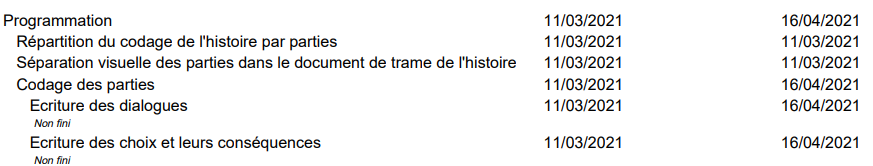 Programmation 11/03/2021 16/04/2021
Répartition du codage de l'histoire par parties 11/03/2021 11/03/2021
Séparation visuelle des parties dans le document de trame de l'histoire 11/03/2021 11/03/2021
Codage des parties 11/03/2021 16/04/2021
Ecriture des dialogues 11/03/2021 16/04/2021
Non fini
Ecriture des choix et leurs conséquences 11/03/2021 16/04/2021
Non fini